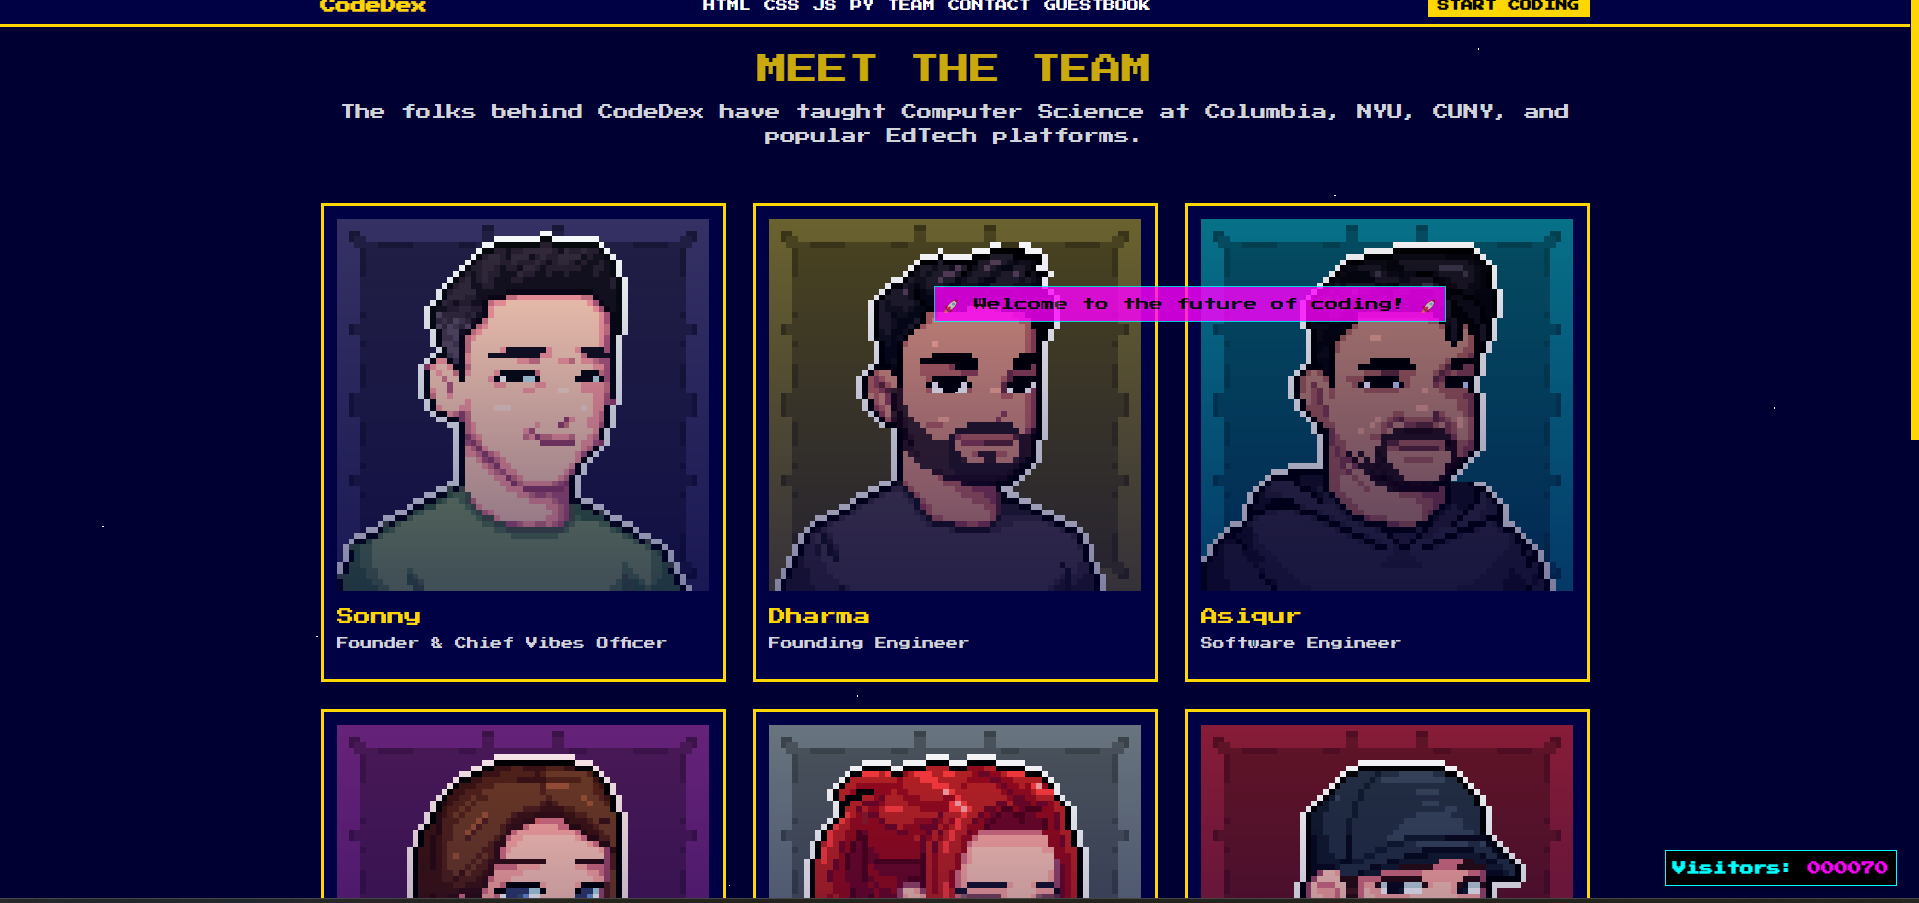 CodeDex
HTML CSS JS PY TEAM CONTACT GUESTBOOK
START CODING
MEET THE TEAM
The folks behind CodeDex have taught Computer Science at Columbia, NYU, CUNY, and
popular EdTech platforms.
🚀 Welcome to the future of coding! 🚀
Sonny
Founder & Chief Vibes Officer
Dharma
Founding Engineer
Asiqur
Software Engineer
Visitors: 000070